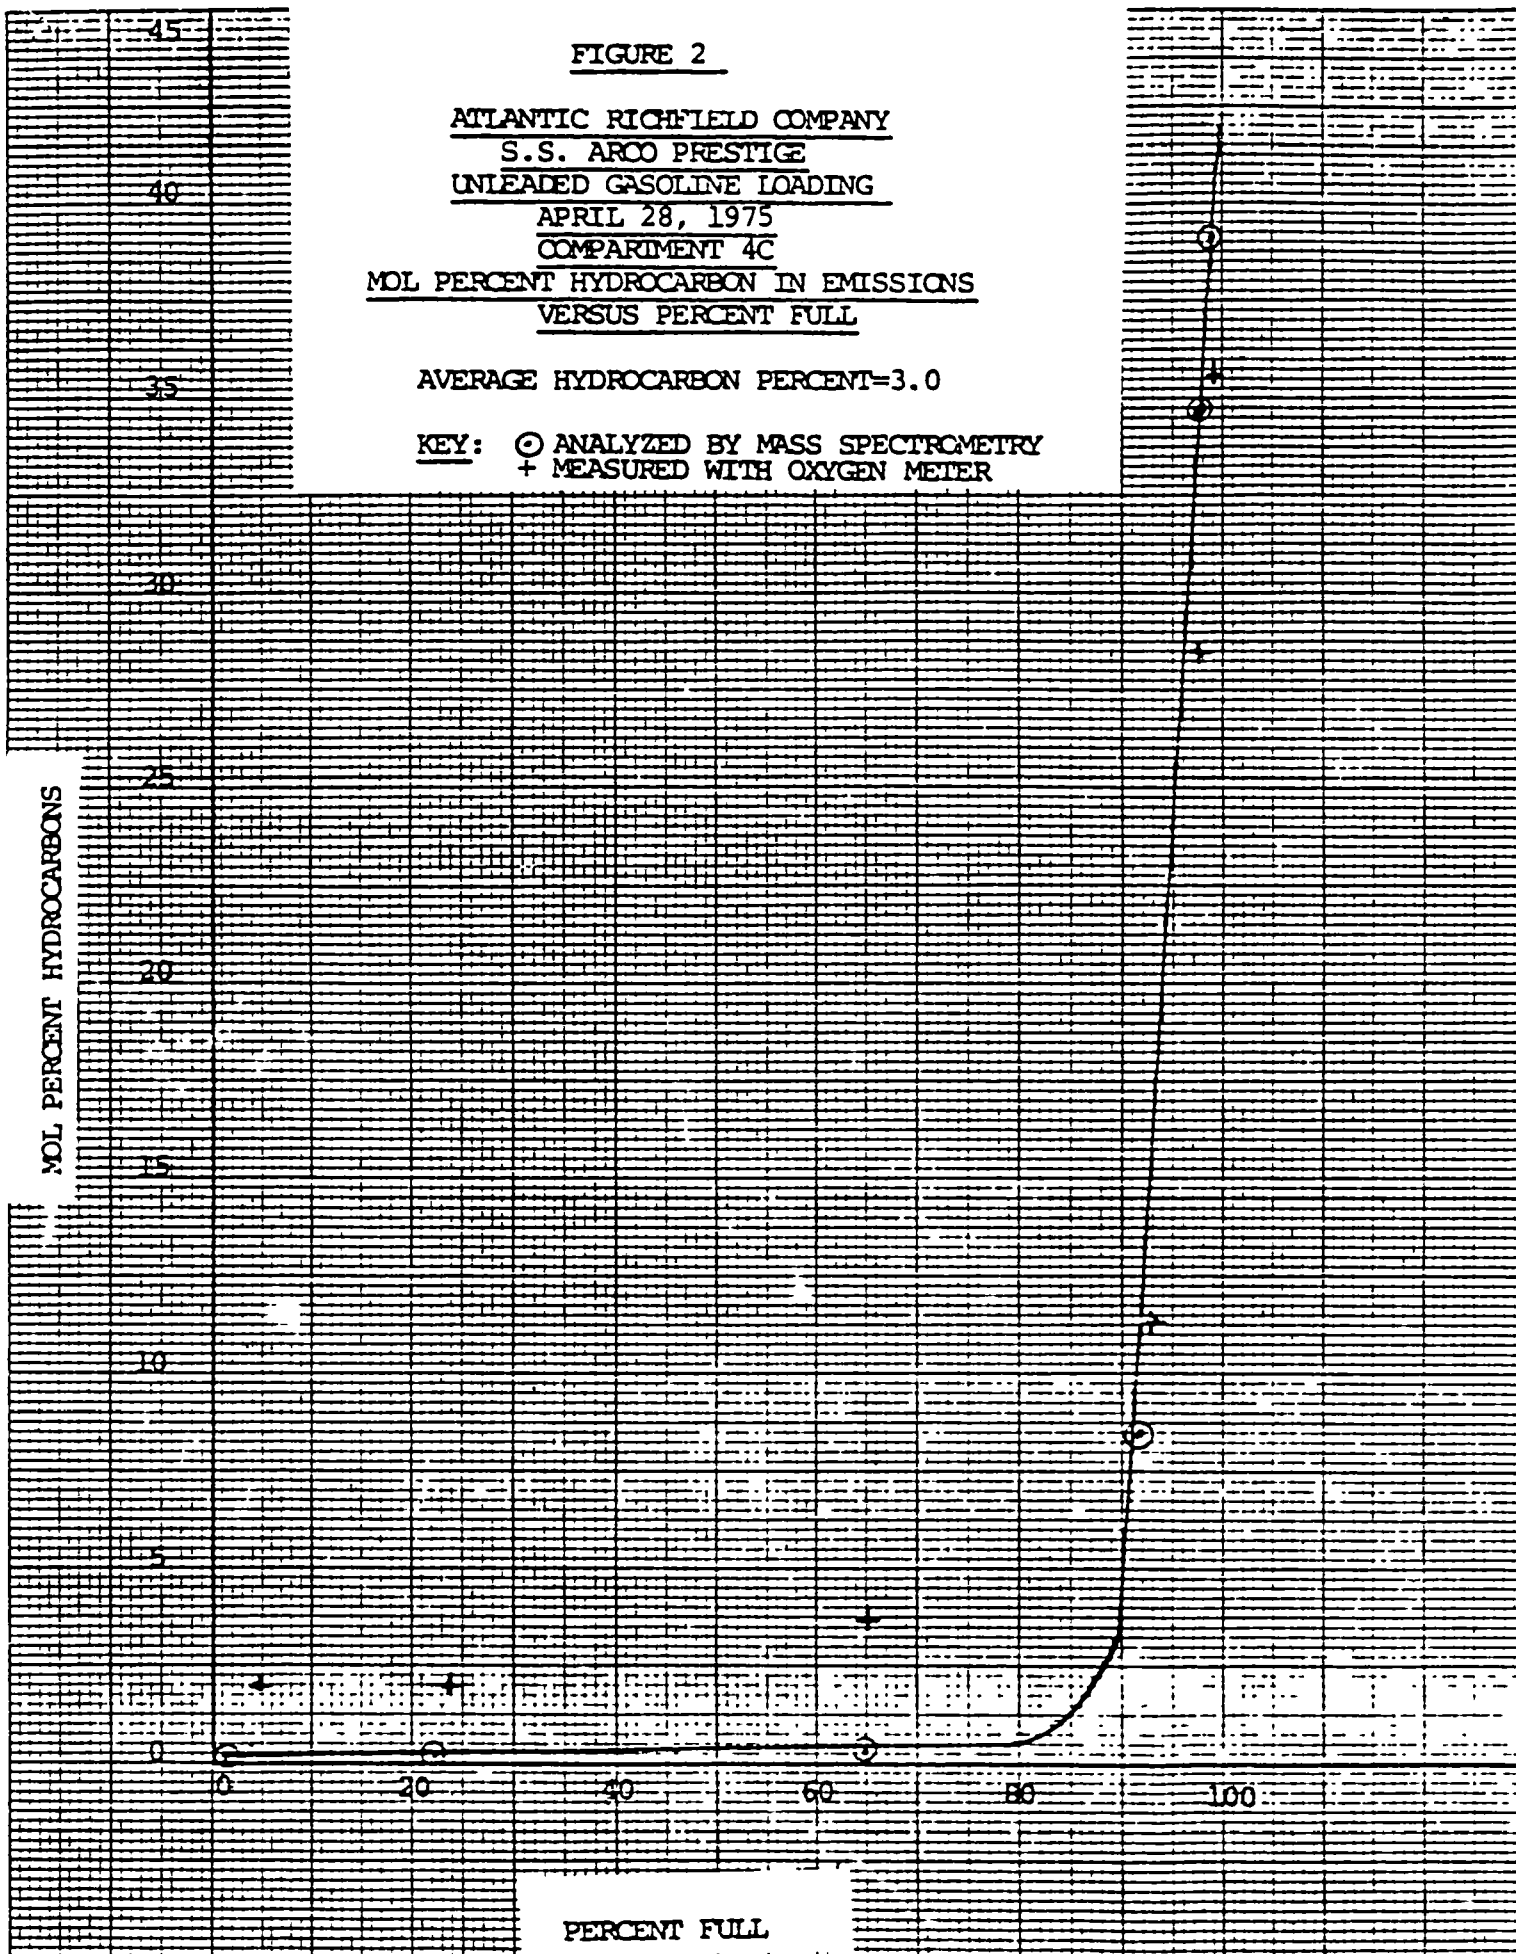 FIGURE 2
ATLANTIC RICHFIELD COMPANY
S.S. ARCO PRESTIGE
UNLEADED GASOLINE LOADING
APRIL 28, 1975
COMPARTMENT 4C
MOL PERCENT HYDROCARBON IN EMISSIONS
VERSUS PERCENT FULL
AVERAGE HYDROCARBON PERCENT=3.0
KEY: ⊙ ANALYZED BY MASS SPECTROMETRY
+ MEASURED WITH OXYGEN METER
45
40
35
30
25
20
15
10
5
0
MOL PERCENT HYDROCARBONS
0 20 40 60 80 100
PERCENT FULL